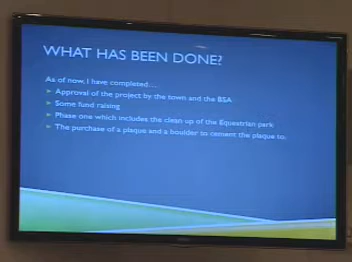 WHAT HAS BEEN DONE?
As of now, I have completed…
Approval of the project by the town and the BSA
Some fund raising
Phase one which includes the clean up of the Equestrian park
The purchase of a plaque and a boulder to cement the plaque to.